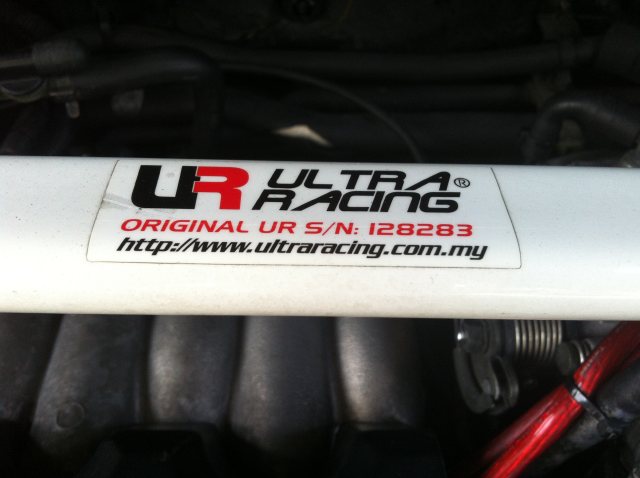 UR ULTRA RACING®
ORIGINAL UR S/N: 128283
http://www.ultraracing.com.my